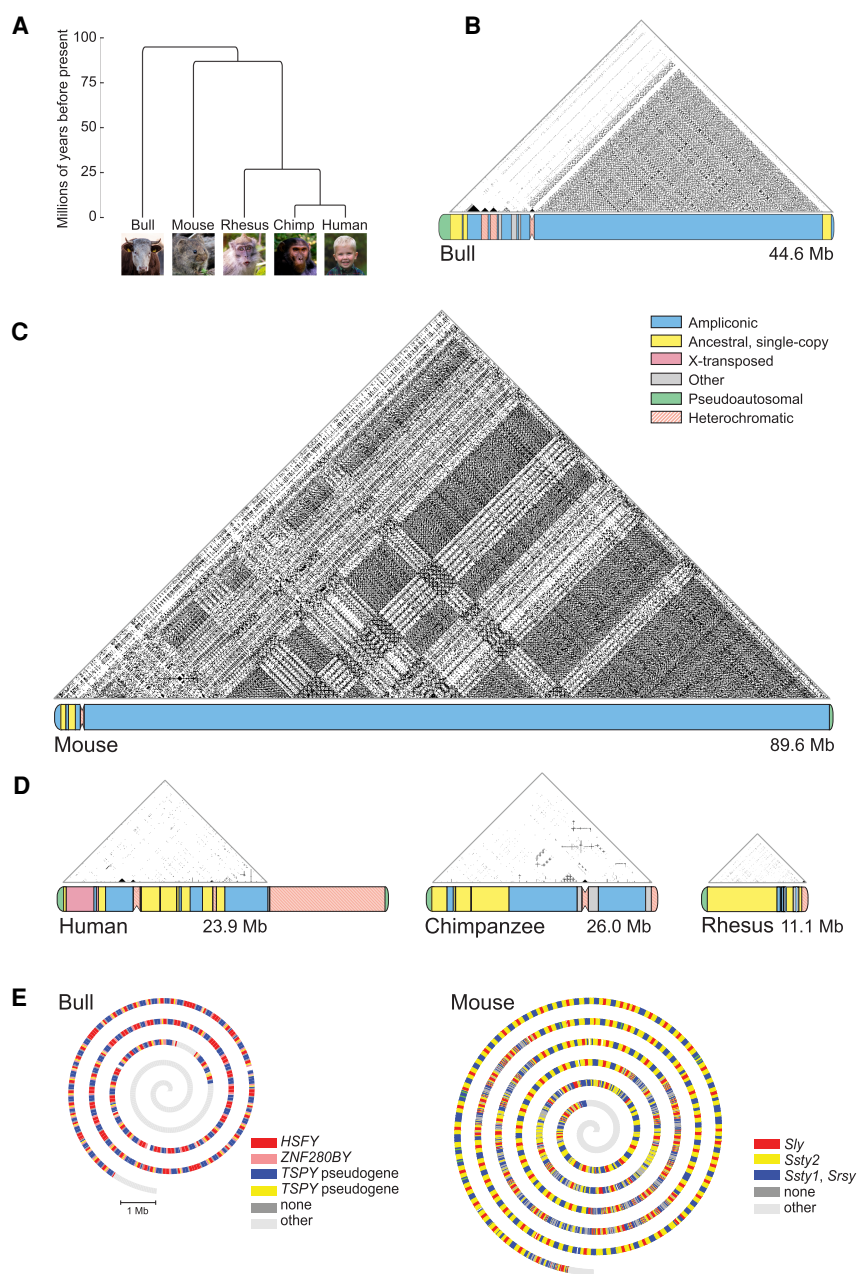 A
Millions of years before present
100
75
50
25
0
Bull
Mouse
Rhesus
Chimp
Human
B
Bull
44.6 Mb
C
Ampliconic
Ancestral, single-copy
X-transposed
Other
Pseudoautosomal
Heterochromatic
Mouse
89.6 Mb
D
Human
23.9 Mb
Chimpanzee
26.0 Mb
Rhesus
11.1 Mb
E
Bull
HSFY
ZNF280BY
TSPY pseudogene
TSPY pseudogene
none
other
1 Mb
Mouse
Sly
Ssty2
Ssty1, Srsy
none
other